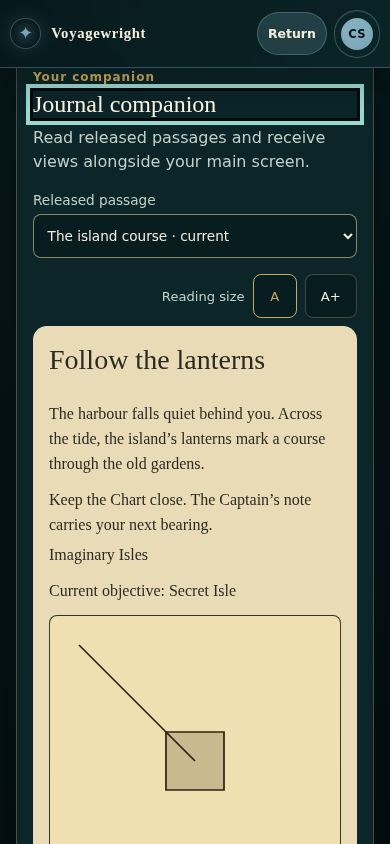 Voyagewright
Return
CS
Your companion
Journal companion
Read released passages and receive
views alongside your main screen.
Released passage
The island course · current
Reading size
A
A+
Follow the lanterns
The harbour falls quiet behind you. Across
the tide, the island’s lanterns mark a course
through the old gardens.
Keep the Chart close. The Captain’s note
carries your next bearing.
Imaginary Isles
Current objective: Secret Isle